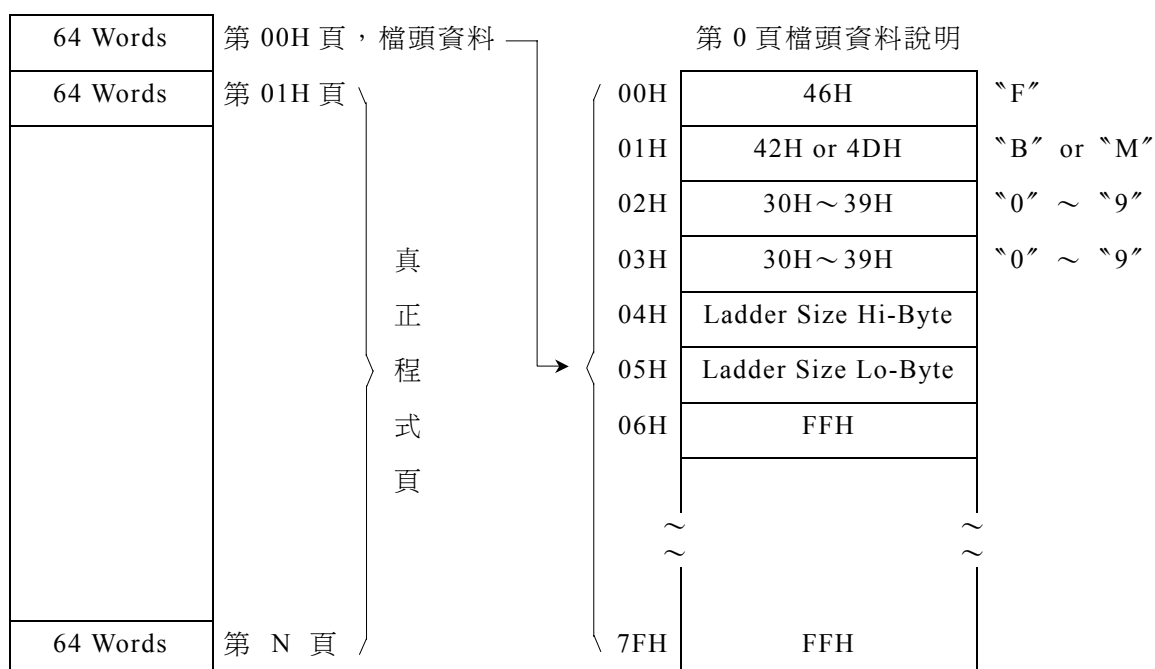 64 Words 第 00H 頁，檔頭資料 第 0 頁檔頭資料說明
64 Words 第 01H 頁 00H 46H 〝F〞
01H 42H or 4DH 〝B〞 or 〝M〞
02H 30H～39H 〝0〞 ～ 〝9〞
真 03H 30H～39H 〝0〞 ～ 〝9〞
正 04H Ladder Size Hi-Byte
程 05H Ladder Size Lo-Byte
式 06H FFH
頁
～ ～
～ ～
64 Words 第 N 頁 7FH FFH